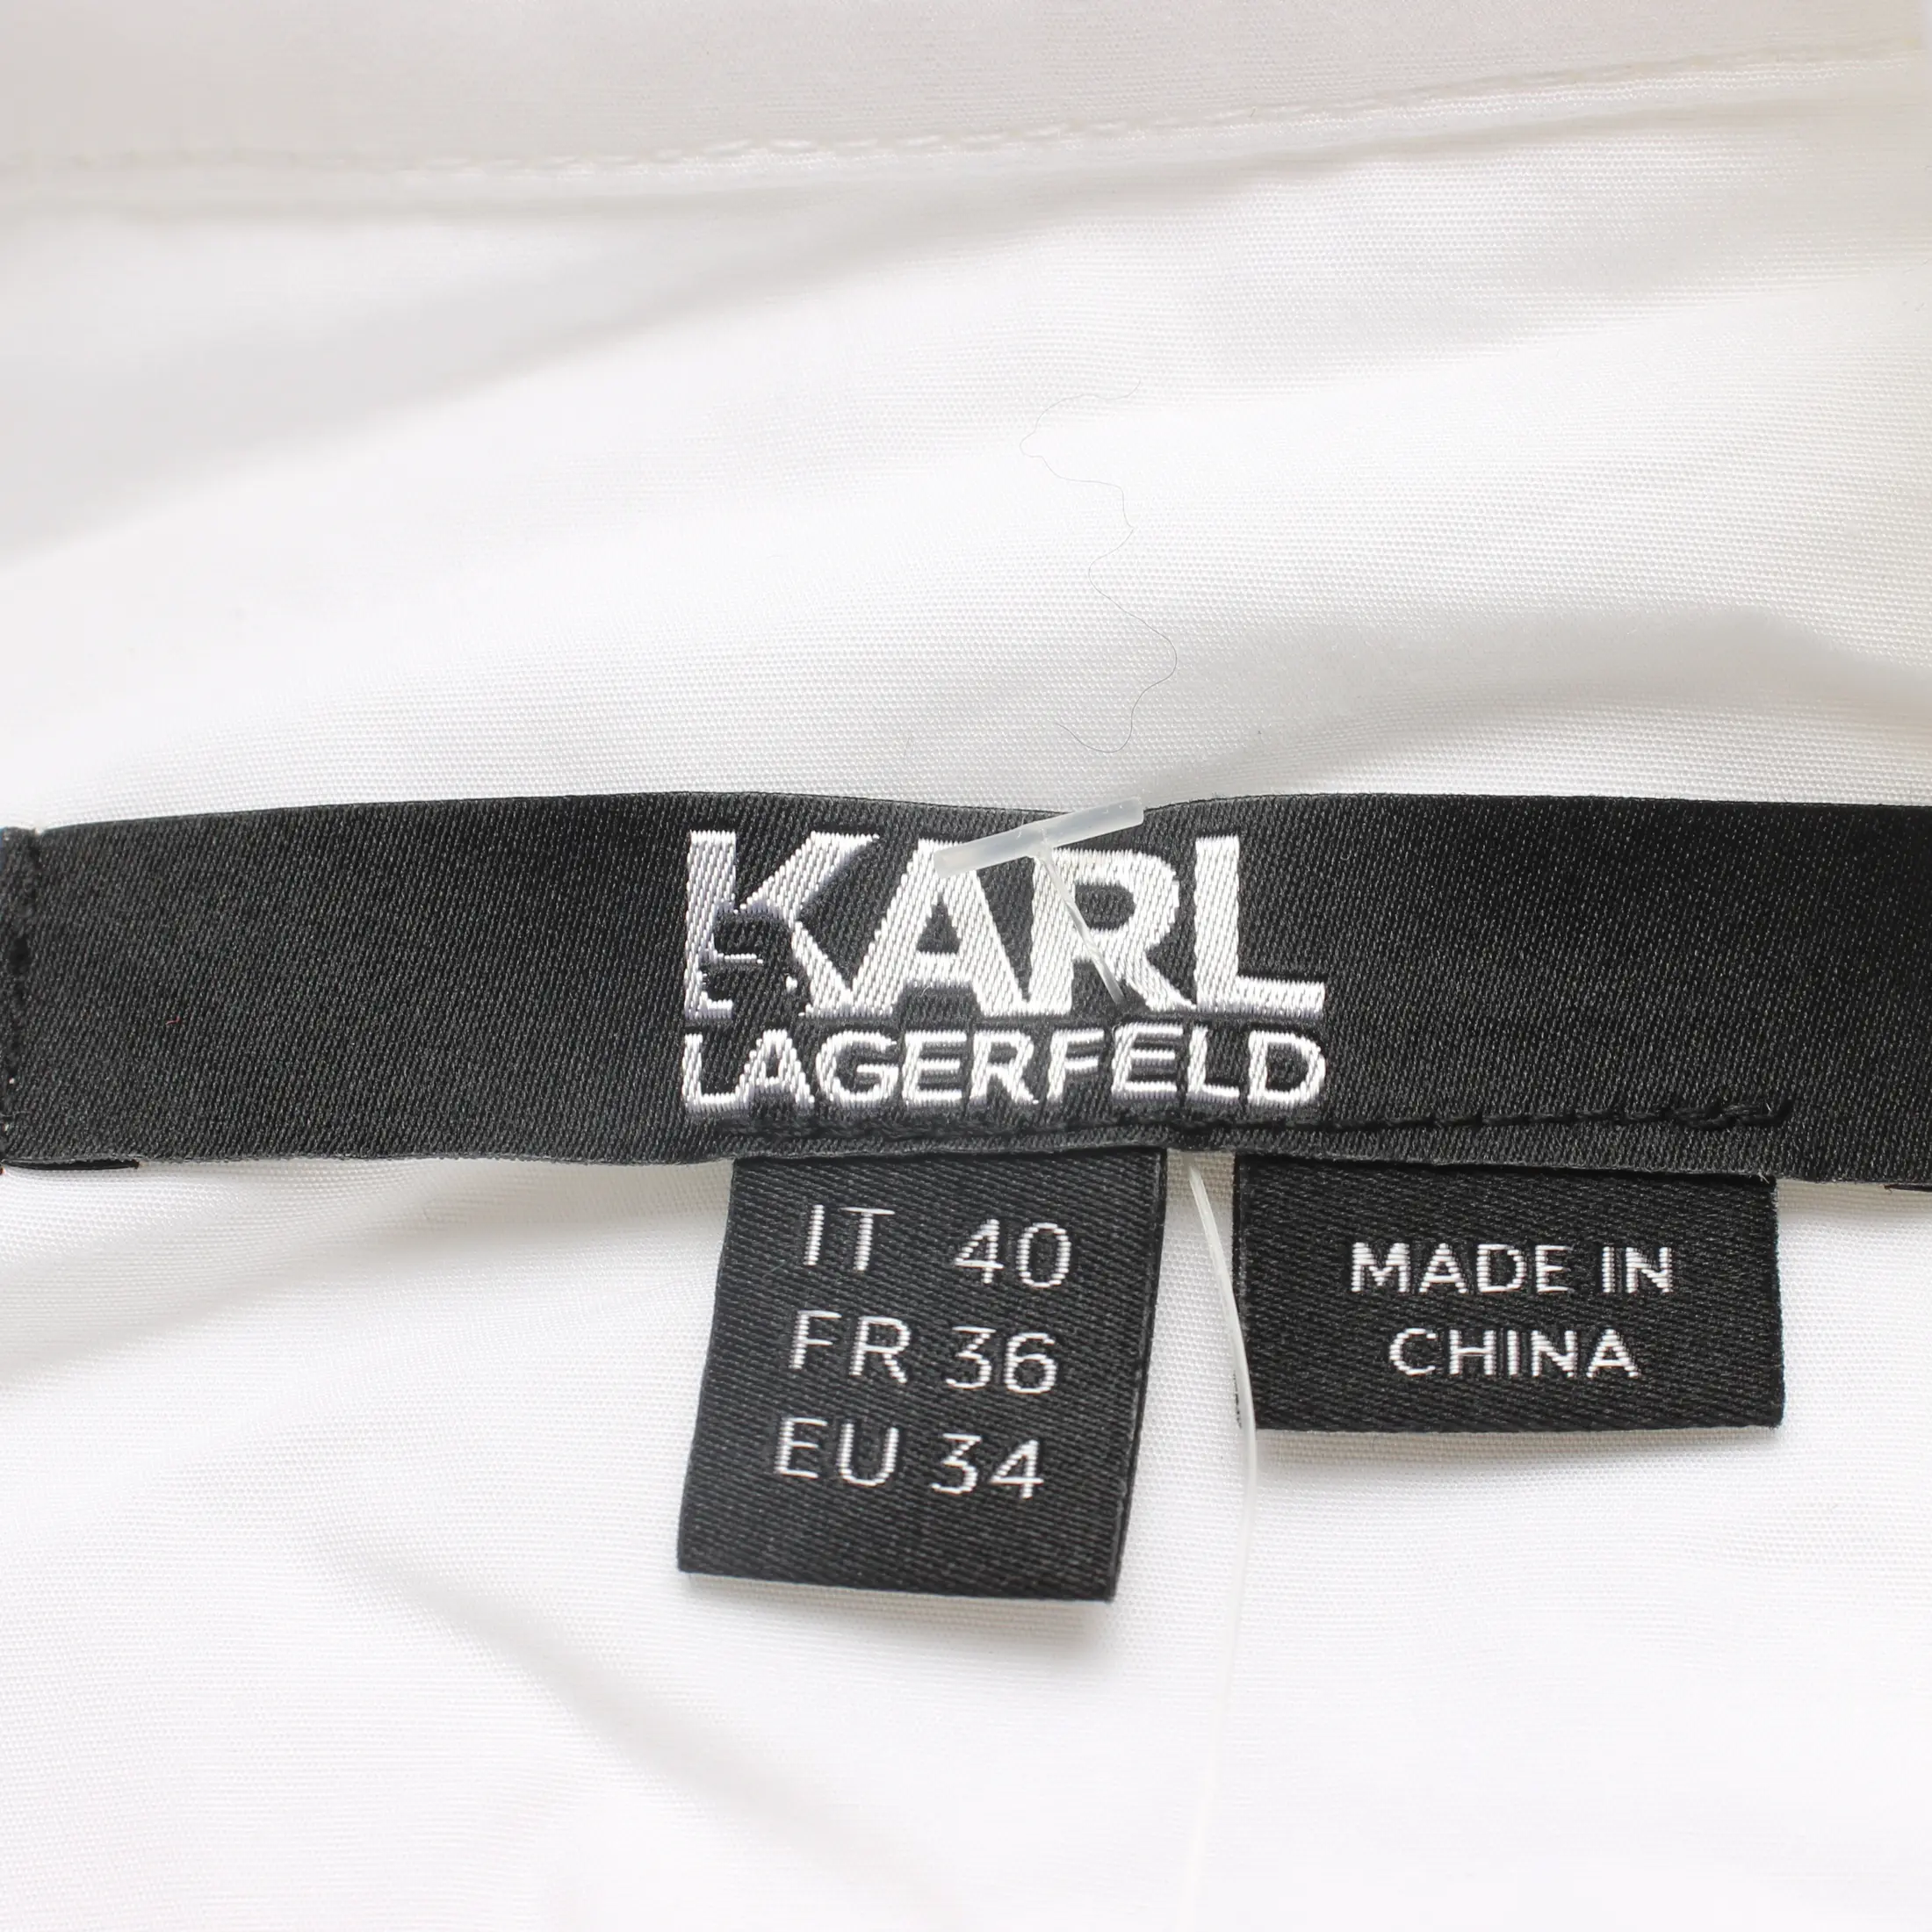 KARL
LAGERFELD
IT 40
FR 36
EU 34
MADE IN
CHINA